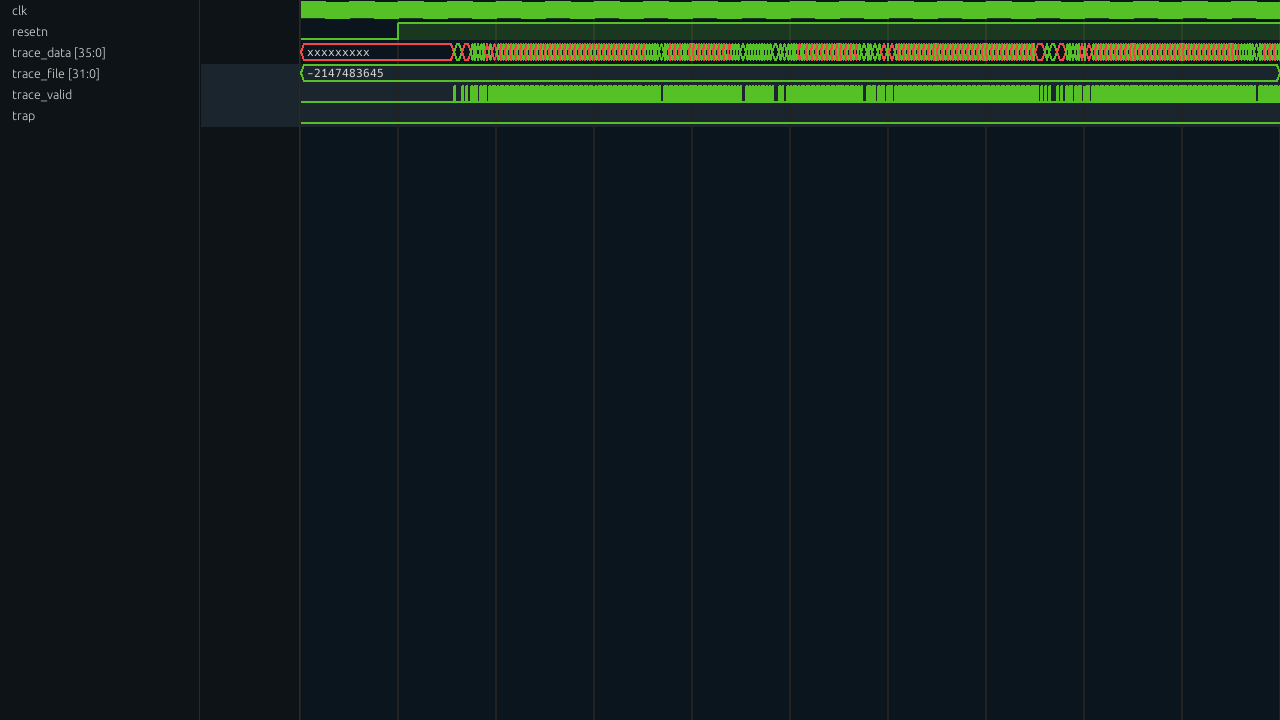 clk
resetn
trace_data [35:0] xxxxxxxxx
trace_file [31:0] -2147483645
trace_valid
trap